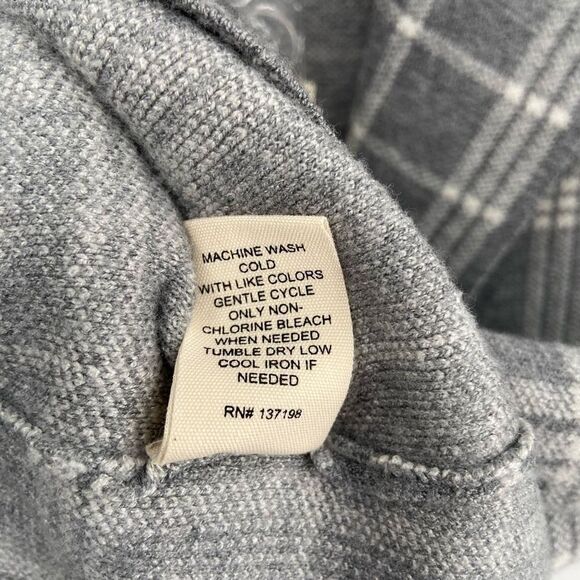 MACHINE WASH
COLD
WITH LIKE COLORS
GENTLE CYCLE
ONLY NON-
CHLORINE BLEACH
WHEN NEEDED
TUMBLE DRY LOW
COOL IRON IF
NEEDED
RN# 137198